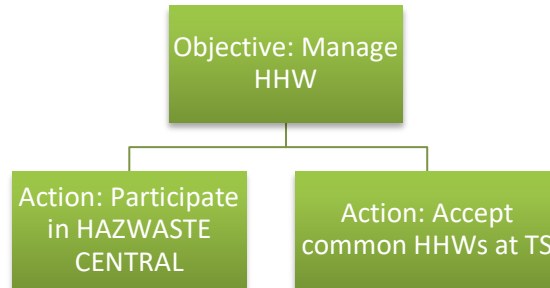 Objective: Manage
HHW
Action: Participate
in HAZWASTE
CENTRAL
Action: Accept
common HHWs at TS